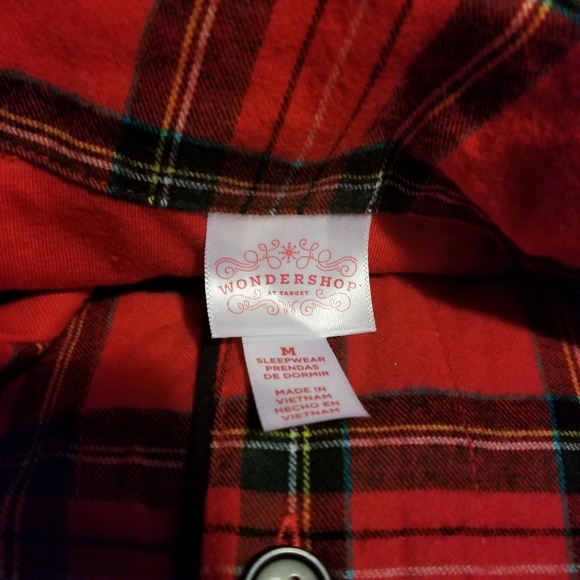 WONDERSHOP
AT TARGET
M
SLEEPWEAR
PRENDAS
DE DORMIR
MADE IN
VIETNAM
HECHO EN
VIETNAM